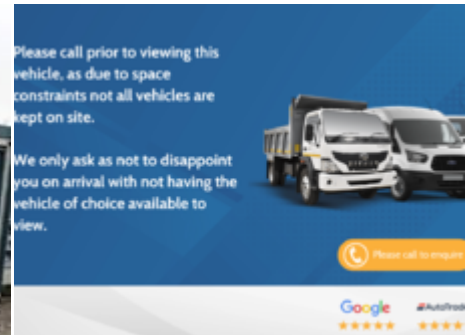 Please call prior to viewing this
vehicle, as due to space
constraints not all vehicles are
kept on site.
We only ask as not to disappoint
you on arrival with not having the
vehicle of choice available to
view.
Please call to enquire
Google
AutoTrade